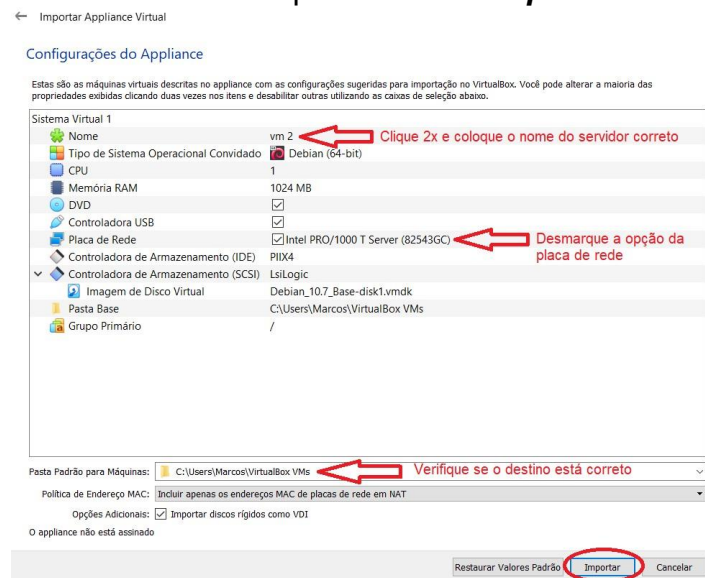 ← Importar Appliance Virtual
Configurações do Appliance
Estas são as máquinas virtuais descritas no appliance com as configurações sugeridas para importação no VirtualBox. Você pode alterar a maioria das
propriedades exibidas clicando duas vezes nos itens e desabilitar outras utilizando as caixas de seleção abaixo.
Sistema Virtual 1
Nome vm 2 Clique 2x e coloque o nome do servidor correto
Tipo de Sistema Operacional Convidado Debian (64-bit)
CPU 1
Memória RAM 1024 MB
DVD
Controladora USB
Placa de Rede Intel PRO/1000 T Server (82543GC) Desmarque a opção da
placa de rede
Controladora de Armazenamento (IDE) PIIX4
Controladora de Armazenamento (SCSI) LsiLogic
Imagem de Disco Virtual Debian_10.7_Base-disk1.vmdk
Pasta Base C:\Users\Marcos\VirtualBox VMs
Grupo Primário /
Pasta Padrão para Máquinas: C:\Users\Marcos\VirtualBox VMs Verifique se o destino está correto
Política de Endereço MAC: Incluir apenas os endereços MAC de placas de rede em NAT
Opções Adicionais: Importar discos rígidos como VDI
O appliance não está assinado
Restaurar Valores Padrão Importar Cancelar